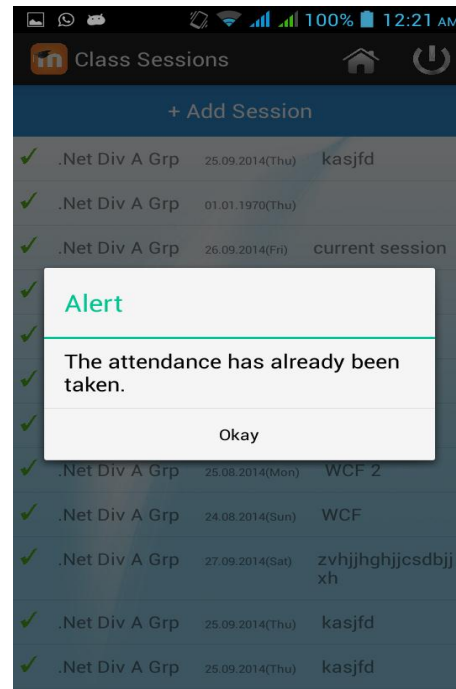 100% 12:21 AM
m Class Sessions
+ Add Session
.Net Div A Grp 25.09.2014(Thu) kasjfd
.Net Div A Grp 01.01.1970(Thu)
.Net Div A Grp 26.09.2014(Fri) current session
Alert
The attendance has already been
taken.
Okay
.Net Div A Grp 25.08.2014(Mon) WCF 2
.Net Div A Grp 24.08.2014(Sun) WCF
.Net Div A Grp 27.09.2014(Sat) zvhjjhghjjcsdbjj
xh
.Net Div A Grp 25.09.2014(Thu) kasjfd
.Net Div A Grp 25.09.2014(Thu) kasjfd